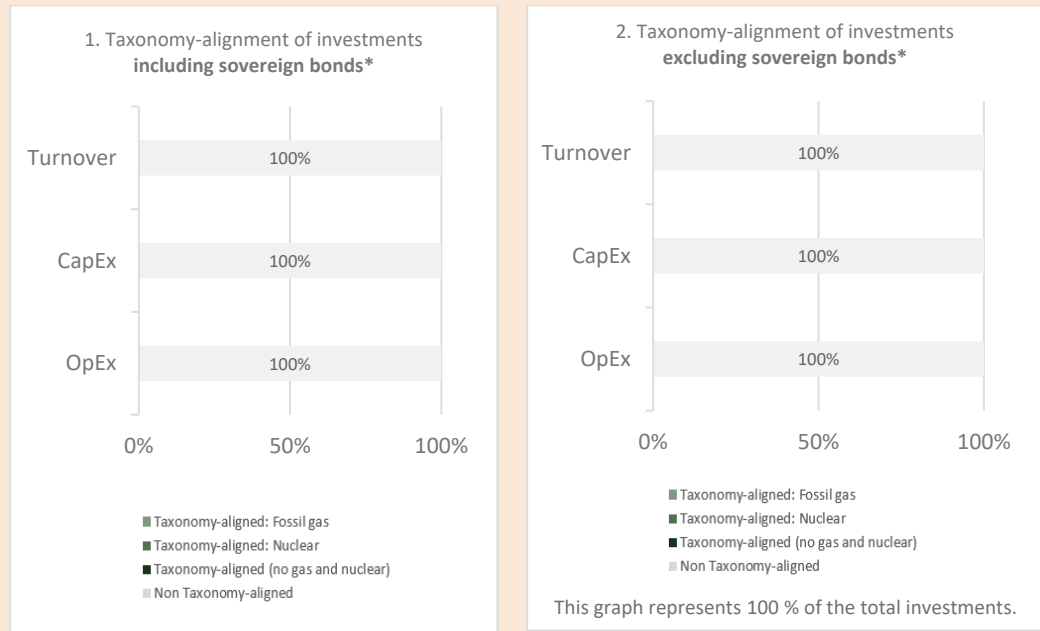 1. Taxonomy-alignment of investments
including sovereign bonds*
Turnover
100%
CapEx
100%
OpEx
100%
0%
50%
100%
Taxonomy-aligned: Fossil gas
Taxonomy-aligned: Nuclear
Taxonomy-aligned (no gas and nuclear)
Non Taxonomy-aligned
2. Taxonomy-alignment of investments
excluding sovereign bonds*
Turnover
100%
CapEx
100%
OpEx
100%
0%
50%
100%
Taxonomy-aligned: Fossil gas
Taxonomy-aligned: Nuclear
Taxonomy-aligned (no gas and nuclear)
Non Taxonomy-aligned
This graph represents 100 % of the total investments.